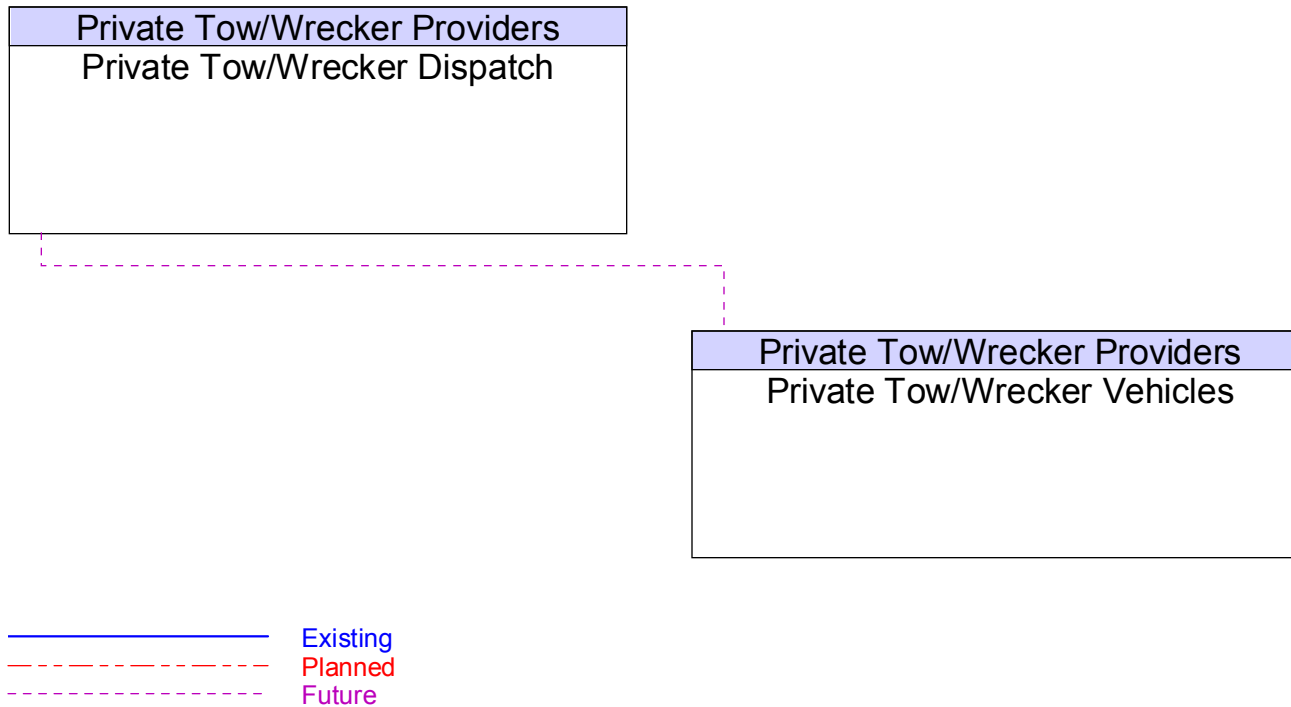 Private Tow/Wrecker Providers
Private Tow/Wrecker Dispatch
Private Tow/Wrecker Providers
Private Tow/Wrecker Vehicles
Existing
Planned
Future